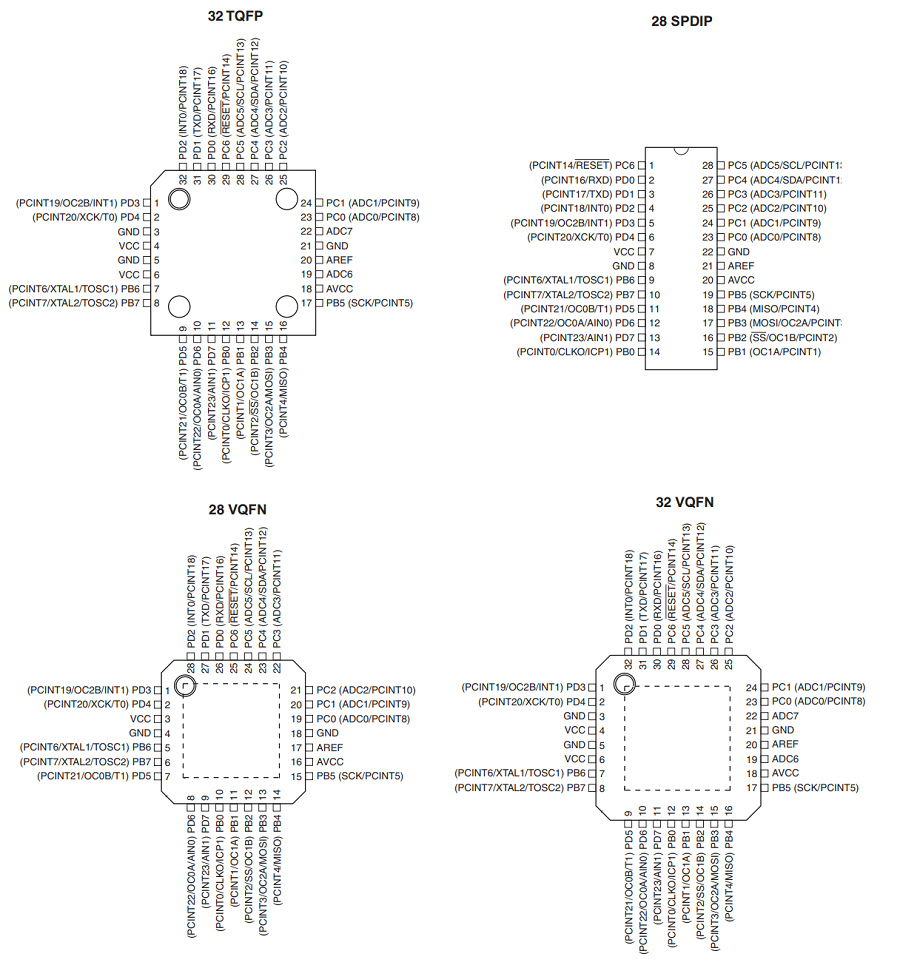 32 TQFP
PD2 (INT0/PCINT18)
PD1 (TXD/PCINT17)
PD0 (RXD/PCINT16)
PC6 (RESET/PCINT14)
PC5 (ADC5/SCL/PCINT13)
PC4 (ADC4/SDA/PCINT12)
PC3 (ADC3/PCINT11)
PC2 (ADC2/PCINT10)
32
31
30
29
28
27
26
25
(PCINT19/OC2B/INT1) PD3 1
(PCINT20/XCK/T0) PD4 2
GND 3
VCC 4
GND 5
VCC 6
(PCINT6/XTAL1/TOSC1) PB6 7
(PCINT7/XTAL2/TOSC2) PB7 8
24 PC1 (ADC1/PCINT9)
23 PC0 (ADC0/PCINT8)
22 ADC7
21 GND
20 AREF
19 ADC6
18 AVCC
17 PB5 (SCK/PCINT5)
9
10
11
12
13
14
15
16
(PCINT21/OC0B/T1) PD5
(PCINT22/OC0A/AIN0) PD6
(PCINT23/AIN1) PD7
(PCINT0/CLKO/ICP1) PB0
(PCINT1/OC1A) PB1
(PCINT2/SS/OC1B) PB2
(PCINT3/OC2A/MOSI) PB3
(PCINT4/MISO) PB4
28 SPDIP
(PCINT14/RESET) PC6 1
(PCINT16/RXD) PD0 2
(PCINT17/TXD) PD1 3
(PCINT18/INT0) PD2 4
(PCINT19/OC2B/INT1) PD3 5
(PCINT20/XCK/T0) PD4 6
VCC 7
GND 8
(PCINT6/XTAL1/TOSC1) PB6 9
(PCINT7/XTAL2/TOSC2) PB7 10
(PCINT21/OC0B/T1) PD5 11
(PCINT22/OC0A/AIN0) PD6 12
(PCINT23/AIN1) PD7 13
(PCINT0/CLKO/ICP1) PB0 14
28 PC5 (ADC5/SCL/PCINT1
27 PC4 (ADC4/SDA/PCINT1
26 PC3 (ADC3/PCINT11)
25 PC2 (ADC2/PCINT10)
24 PC1 (ADC1/PCINT9)
23 PC0 (ADC0/PCINT8)
22 GND
21 AREF
20 AVCC
19 PB5 (SCK/PCINT5)
18 PB4 (MISO/PCINT4)
17 PB3 (MOSI/OC2A/PCINT
16 PB2 (SS/OC1B/PCINT2)
15 PB1 (OC1A/PCINT1)
28 VQFN
PD2 (INT0/PCINT18)
PD1 (TXD/PCINT17)
PD0 (RXD/PCINT16)
PC6 (RESET/PCINT14)
PC5 (ADC5/SCL/PCINT13)
PC4 (ADC4/SDA/PCINT12)
PC3 (ADC3/PCINT11)
28
27
26
25
24
23
22
(PCINT19/OC2B/INT1) PD3 1
(PCINT20/XCK/T0) PD4 2
VCC 3
GND 4
(PCINT6/XTAL1/TOSC1) PB6 5
(PCINT7/XTAL2/TOSC2) PB7 6
(PCINT21/OC0B/T1) PD5 7
21 PC2 (ADC2/PCINT10)
20 PC1 (ADC1/PCINT9)
19 PC0 (ADC0/PCINT8)
18 GND
17 AREF
16 AVCC
15 PB5 (SCK/PCINT5)
8
9
10
11
12
13
14
(PCINT22/OC0A/AIN0) PD6
(PCINT23/AIN1) PD7
(PCINT0/CLKO/ICP1) PB0
(PCINT1/OC1A) PB1
(PCINT2/SS/OC1B) PB2
(PCINT3/OC2A/MOSI) PB3
(PCINT4/MISO) PB4
32 VQFN
PD2 (INT0/PCINT18)
PD1 (TXD/PCINT17)
PD0 (RXD/PCINT16)
PC6 (RESET/PCINT14)
PC5 (ADC5/SCL/PCINT13)
PC4 (ADC4/SDA/PCINT12)
PC3 (ADC3/PCINT11)
PC2 (ADC2/PCINT10)
32
31
30
29
28
27
26
25
(PCINT19/OC2B/INT1) PD3 1
(PCINT20/XCK/T0) PD4 2
GND 3
VCC 4
GND 5
VCC 6
(PCINT6/XTAL1/TOSC1) PB6 7
(PCINT7/XTAL2/TOSC2) PB7 8
24 PC1 (ADC1/PCINT9)
23 PC0 (ADC0/PCINT8)
22 ADC7
21 GND
20 AREF
19 ADC6
18 AVCC
17 PB5 (SCK/PCINT5)
9
10
11
12
13
14
15
16
(PCINT21/OC0B/T1) PD5
(PCINT22/OC0A/AIN0) PD6
(PCINT23/AIN1) PD7
(PCINT0/CLKO/ICP1) PB0
(PCINT1/OC1A) PB1
(PCINT2/SS/OC1B) PB2
(PCINT3/OC2A/MOSI) PB3
(PCINT4/MISO) PB4